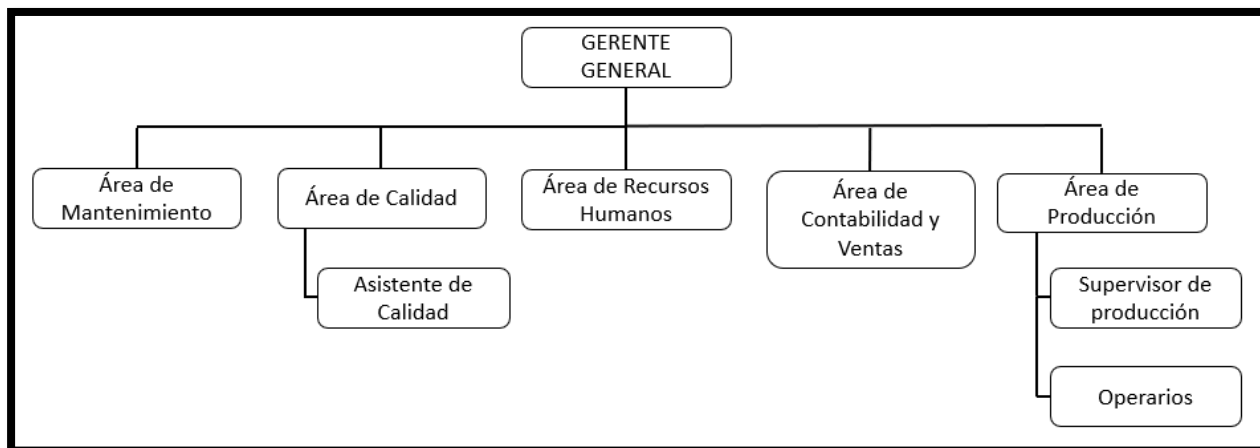 GERENTE
GENERAL
Área de
Mantenimiento
Área de Calidad
Área de Recursos
Humanos
Área de
Contabilidad y
Ventas
Área de
Producción
Asistente de
Calidad
Supervisor de
producción
Operarios